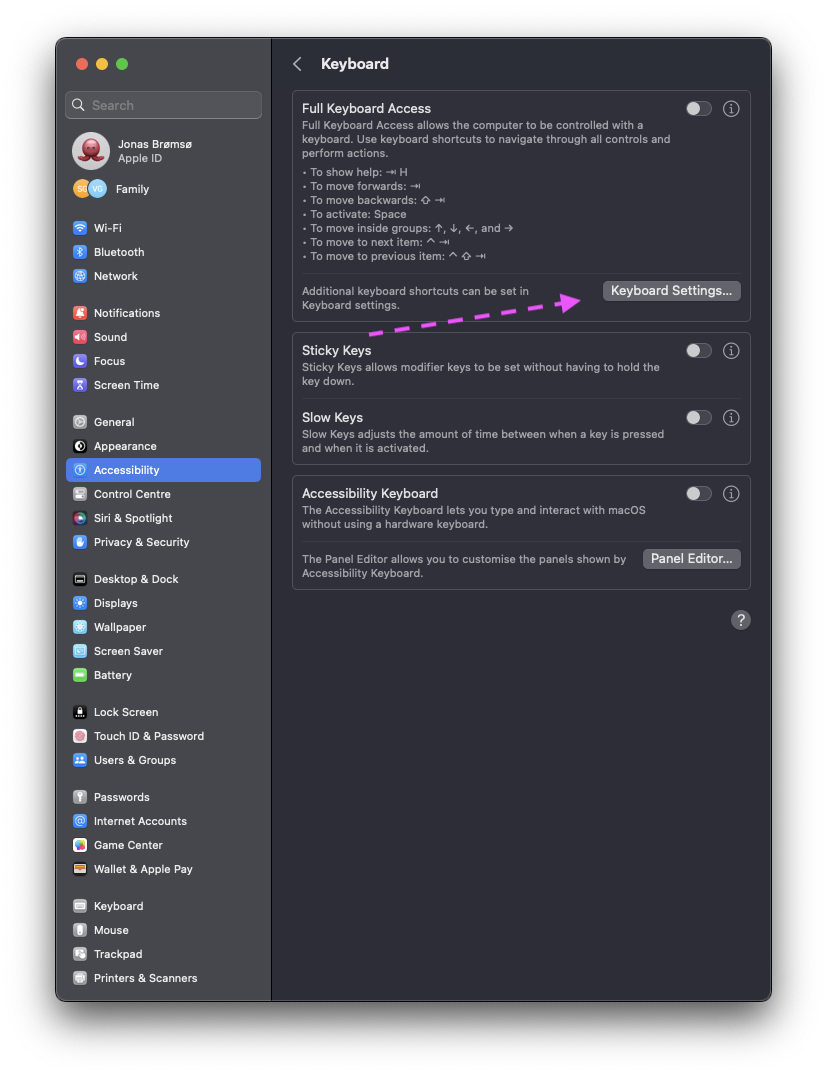 Keyboard
Search
Jonas Brømsø
Apple ID
SG VG Family
Wi-Fi
Bluetooth
Network
Notifications
Sound
Focus
Screen Time
General
Appearance
Accessibility
Control Centre
Siri & Spotlight
Privacy & Security
Desktop & Dock
Displays
Wallpaper
Screen Saver
Battery
Lock Screen
Touch ID & Password
Users & Groups
Passwords
Internet Accounts
Game Center
Wallet & Apple Pay
Keyboard
Mouse
Trackpad
Printers & Scanners
Full Keyboard Access
Full Keyboard Access allows the computer to be controlled with a
keyboard. Use keyboard shortcuts to navigate through all controls and
perform actions.
• To show help: ⇥ H
• To move forwards: ⇥
• To move backwards: ⇧ ⇥
• To activate: Space
• To move inside groups: ↑, ↓, ←, and →
• To move to next item: ^ ⇥
• To move to previous item: ^ ⇧ ⇥
Additional keyboard shortcuts can be set in
Keyboard settings.
Keyboard Settings...
Sticky Keys
Sticky Keys allows modifier keys to be set without having to hold the
key down.
Slow Keys
Slow Keys adjusts the amount of time between when a key is pressed
and when it is activated.
Accessibility Keyboard
The Accessibility Keyboard lets you type and interact with macOS
without using a hardware keyboard.
The Panel Editor allows you to customise the panels shown by
Accessibility Keyboard.
Panel Editor...
?